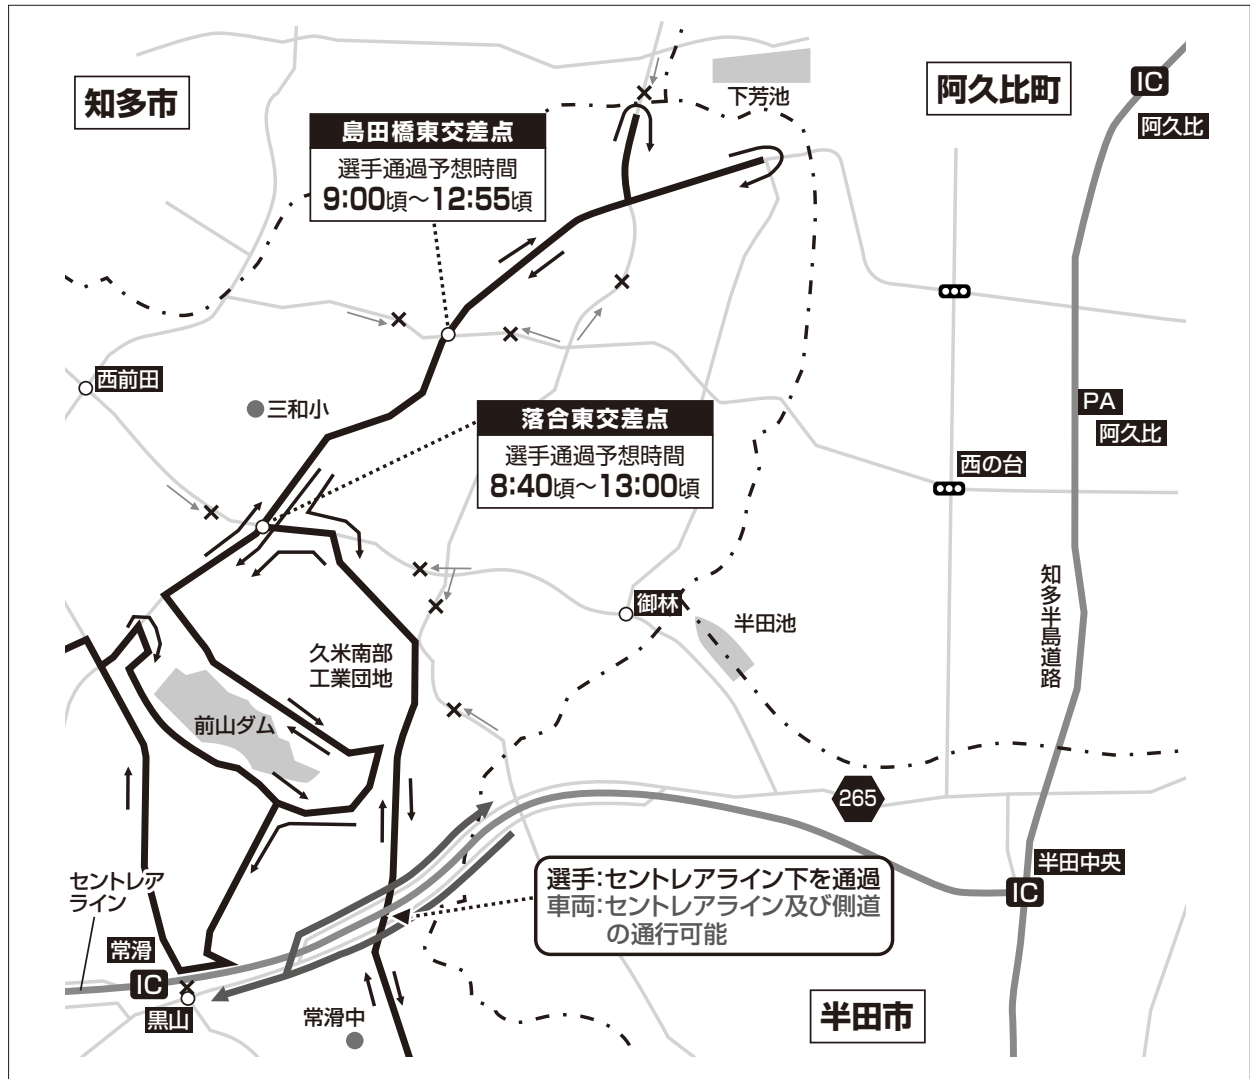 知多市
下芳池
阿久比町
IC
阿久比
島田橋東交差点
選手通過予想時間
9:00頃〜12:55頃
西前田
三和小
落合東交差点
選手通過予想時間
8:40頃〜13:00頃
PA
阿久比
西の台
知多半島道路
御林
半田池
久米南部
工業団地
前山ダム
265
半田中央
IC
選手:セントレアライン下を通過
車両:セントレアライン及び側道
の通行可能
セントレア
ライン
常滑
IC
黒山
常滑中
半田市